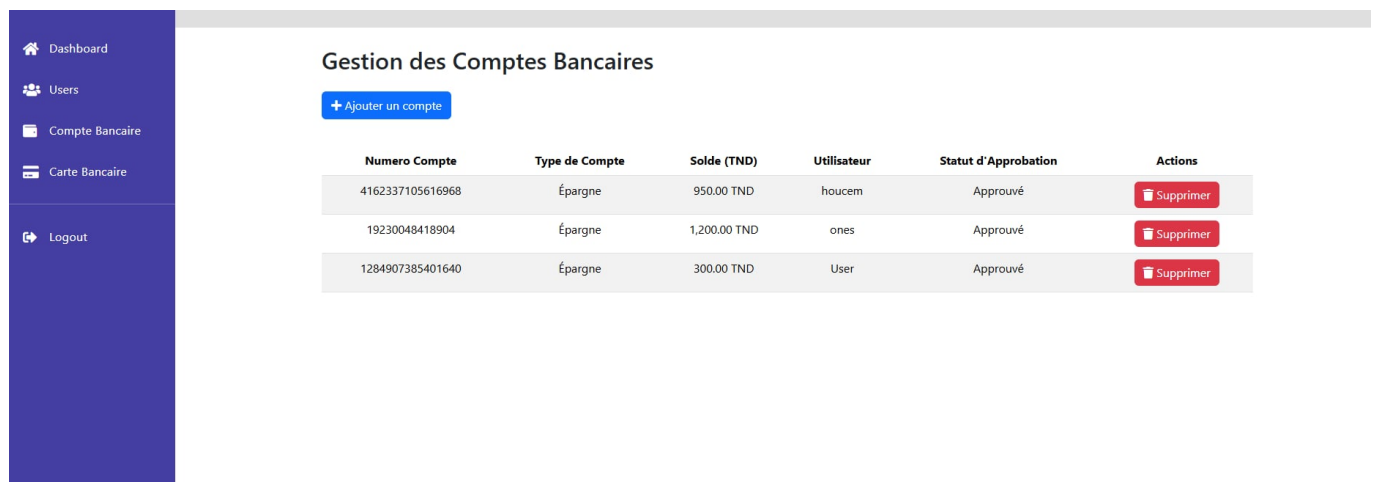 Dashboard
Users
Compte Bancaire
Carte Bancaire
Logout
Gestion des Comptes Bancaires
+ Ajouter un compte
Numero Compte Type de Compte Solde (TND) Utilisateur Statut d'Approbation Actions
4162337105616968 Épargne 950.00 TND houcem Approuvé Supprimer
19230048418904 Épargne 1,200.00 TND ones Approuvé Supprimer
1284907385401640 Épargne 300.00 TND User Approuvé Supprimer